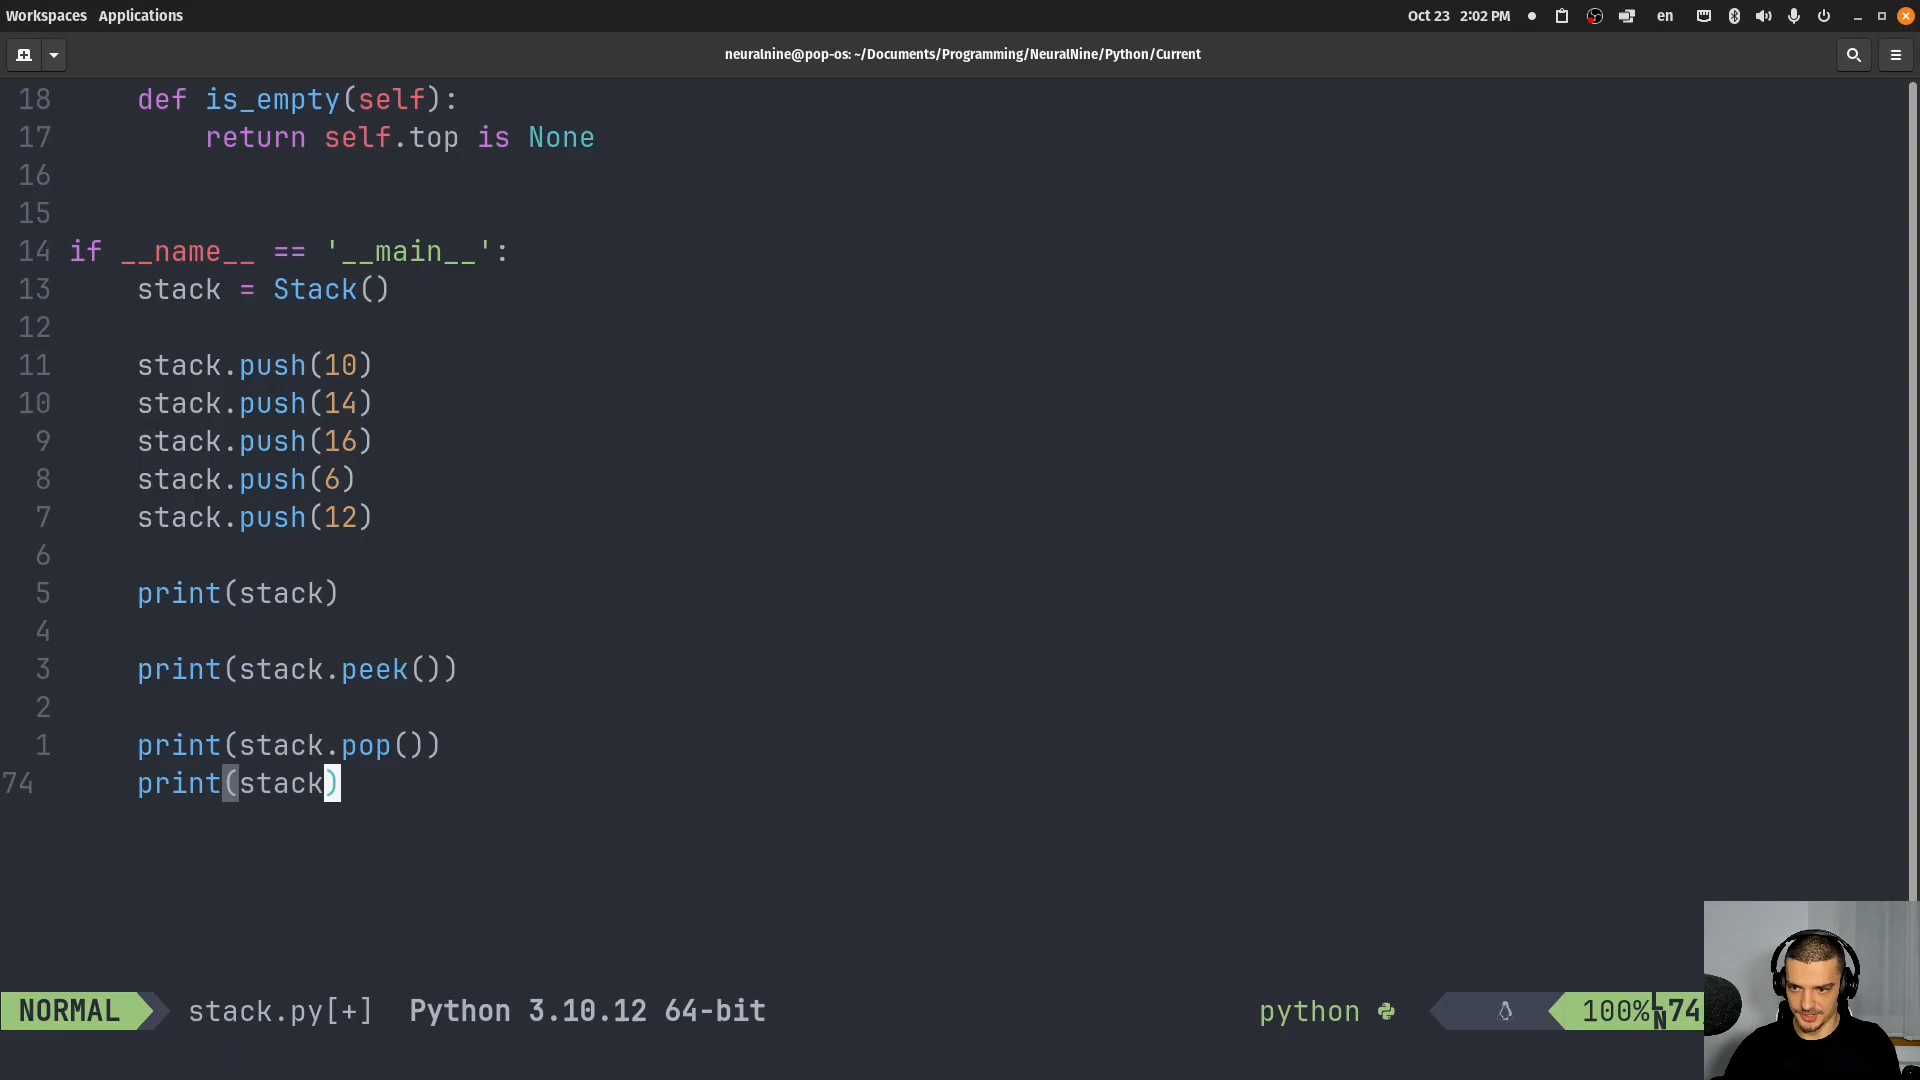 Workspaces Applications
Oct 23 2:02 PM
en
neuralnine@pop-os: ~/Documents/Programming/NeuralNine/Python/Current
18 def is_empty(self):
17 return self.top is None
16
15
14 if __name__ == '__main__':
13 stack = Stack()
12
11 stack.push(10)
10 stack.push(14)
9 stack.push(16)
8 stack.push(6)
7 stack.push(12)
6
5 print(stack)
4
3 print(stack.peek())
2
1 print(stack.pop())
74 print(stack)
NORMAL stack.py[+] Python 3.10.12 64-bit python 100% LN 74